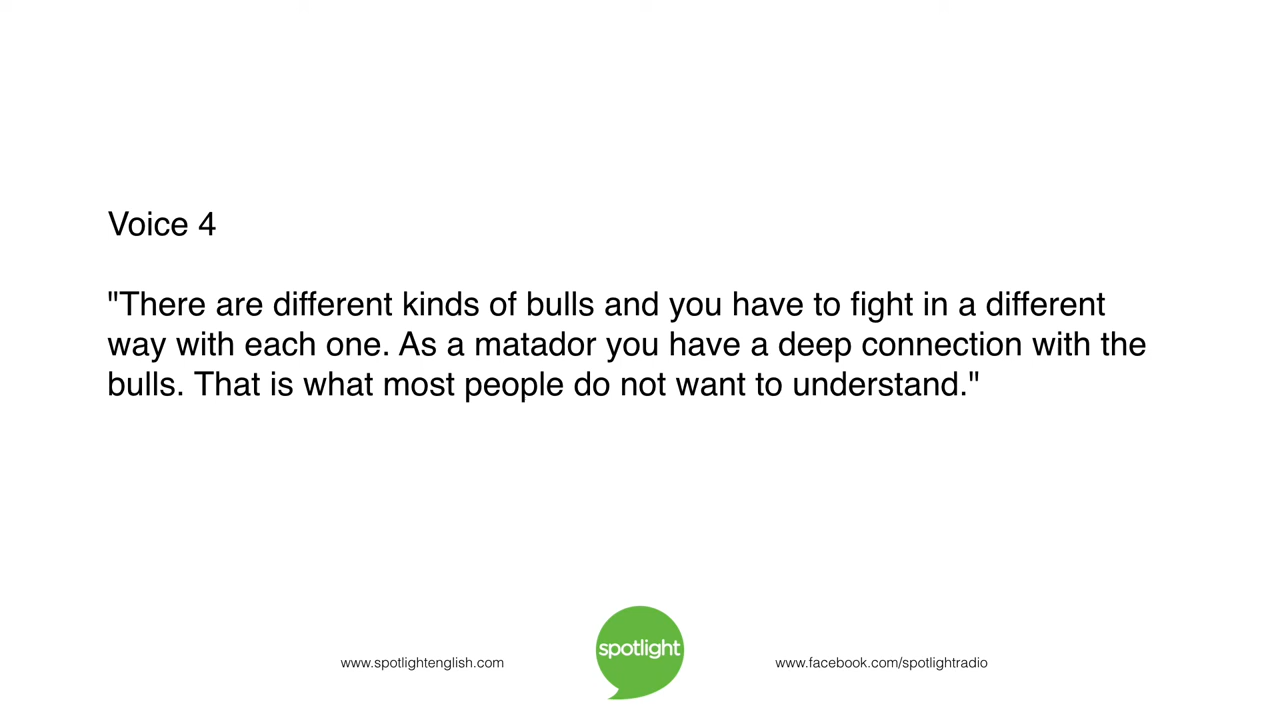 Voice 4
"There are different kinds of bulls and you have to fight in a different
way with each one. As a matador you have a deep connection with the
bulls. That is what most people do not want to understand."
www.spotlightenglish.com
spotlight
www.facebook.com/spotlightradio